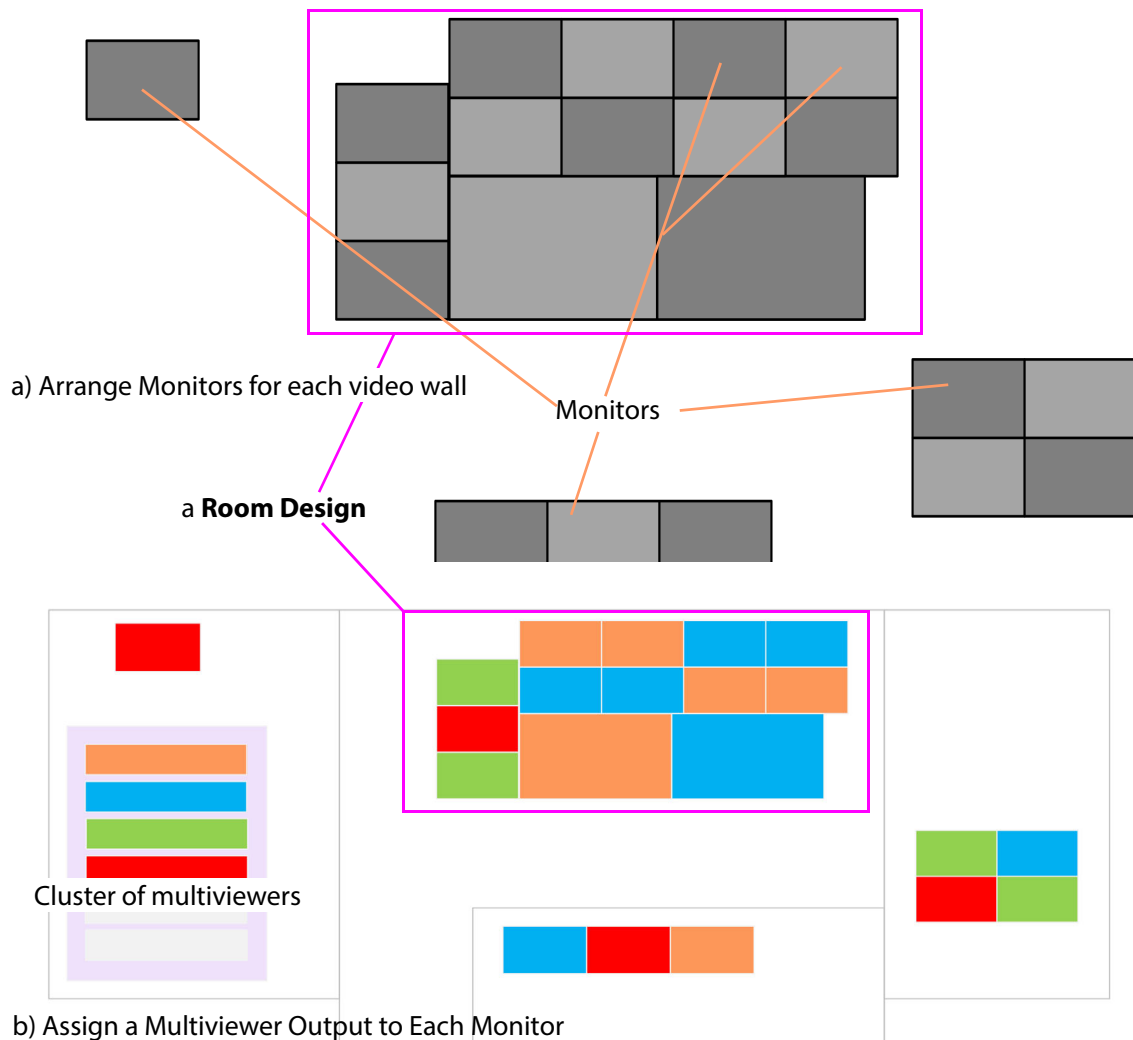 a) Arrange Monitors for each video wall
Monitors
a Room Design
Cluster of multiviewers
b) Assign a Multiviewer Output to Each Monitor